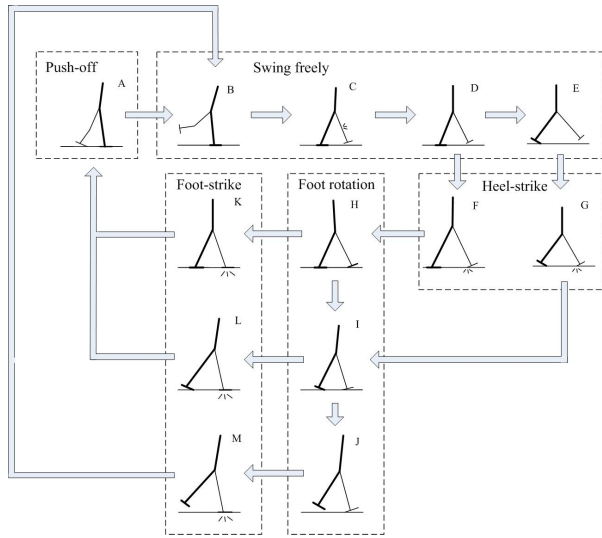 Push-off
A
Swing freely
B
C
D
E
Foot-strike
K
Foot rotation
H
Heel-strike
F
G
L
I
M
J